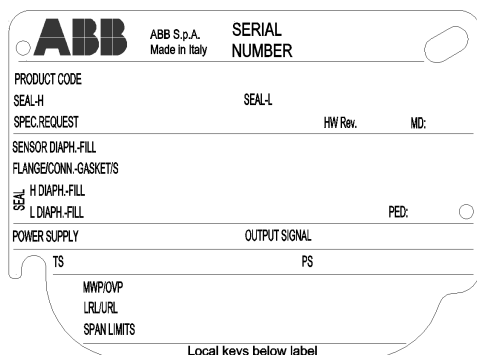 ABB ABB S.p.A. SERIAL
Made in Italy NUMBER
PRODUCT CODE
SEAL-H SEAL-L
SPEC.REQUEST HW Rev. MD:
SENSOR DIAPH.-FILL
FLANGE/CONN.-GASKET/S
SEAL H DIAPH.-FILL
L DIAPH.-FILL PED:
POWER SUPPLY OUTPUT SIGNAL
TS PS
MWP/OVP
LRL/URL
SPAN LIMITS
Local keys below label